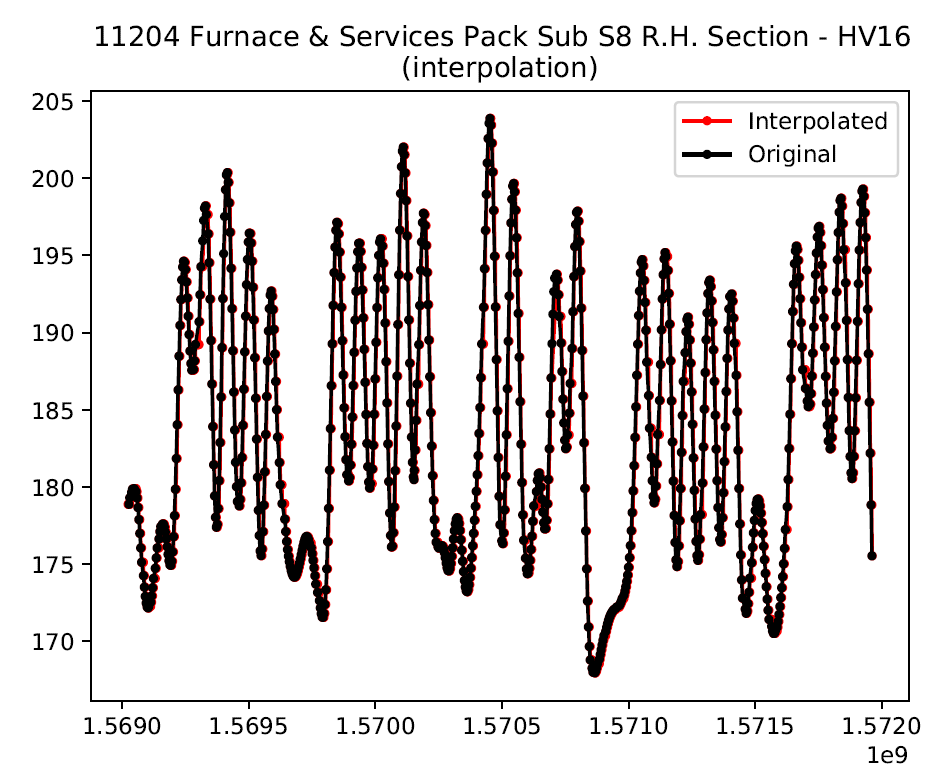 11204 Furnace & Services Pack Sub S8 R.H. Section - HV16
(interpolation)
205
200
195
190
185
180
175
170
Interpolated
Original
1.5690 1.5695 1.5700 1.5705 1.5710 1.5715 1.5720
1e9